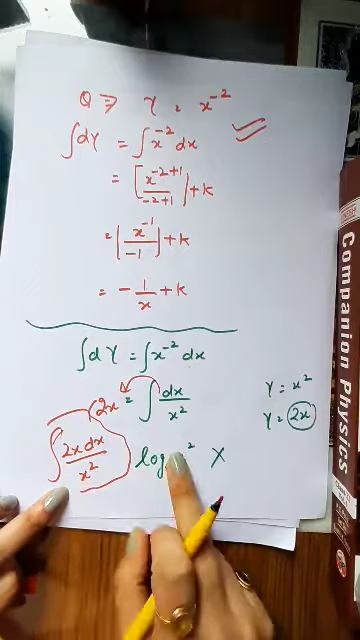 Q ⇒ Y = x⁻²
∫dY = ∫x⁻² dx
= [x⁻²⁺¹/-2+1] + k
= [x⁻¹/-1] + k
= - 1/x + k
∫dY = ∫x⁻² dx
2x = ∫dx/x²
∫2x dx/x²
log 2 X
Y = x²
Y = 2x
Physics